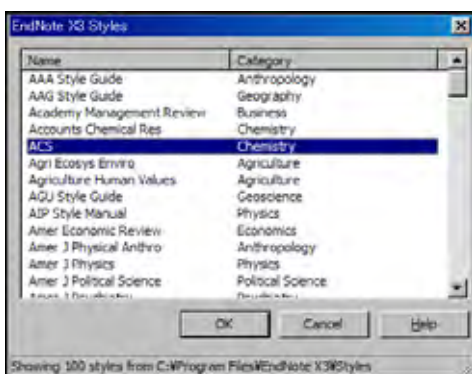 EndNote X3 Styles
Name Category
AAA Style Guide Anthropology
AAG Style Guide Geography
Academy Management Review Business
Accounts Chemical Res Chemistry
ACS Chemistry
Agri Ecosys Enviro Agriculture
Agriculture Human Values Agriculture
AGU Style Guide Geoscience
AIP Style Manual Physics
Amer Economic Review Economics
Amer J Physical Anthro Anthropology
Amer J Physics Physics
Amer J Political Science Political Science
Amer J Psychiatry Psychiatry
OK Cancel Help
Showing 100 styles from C:¥Program Files¥EndNote X3¥Styles